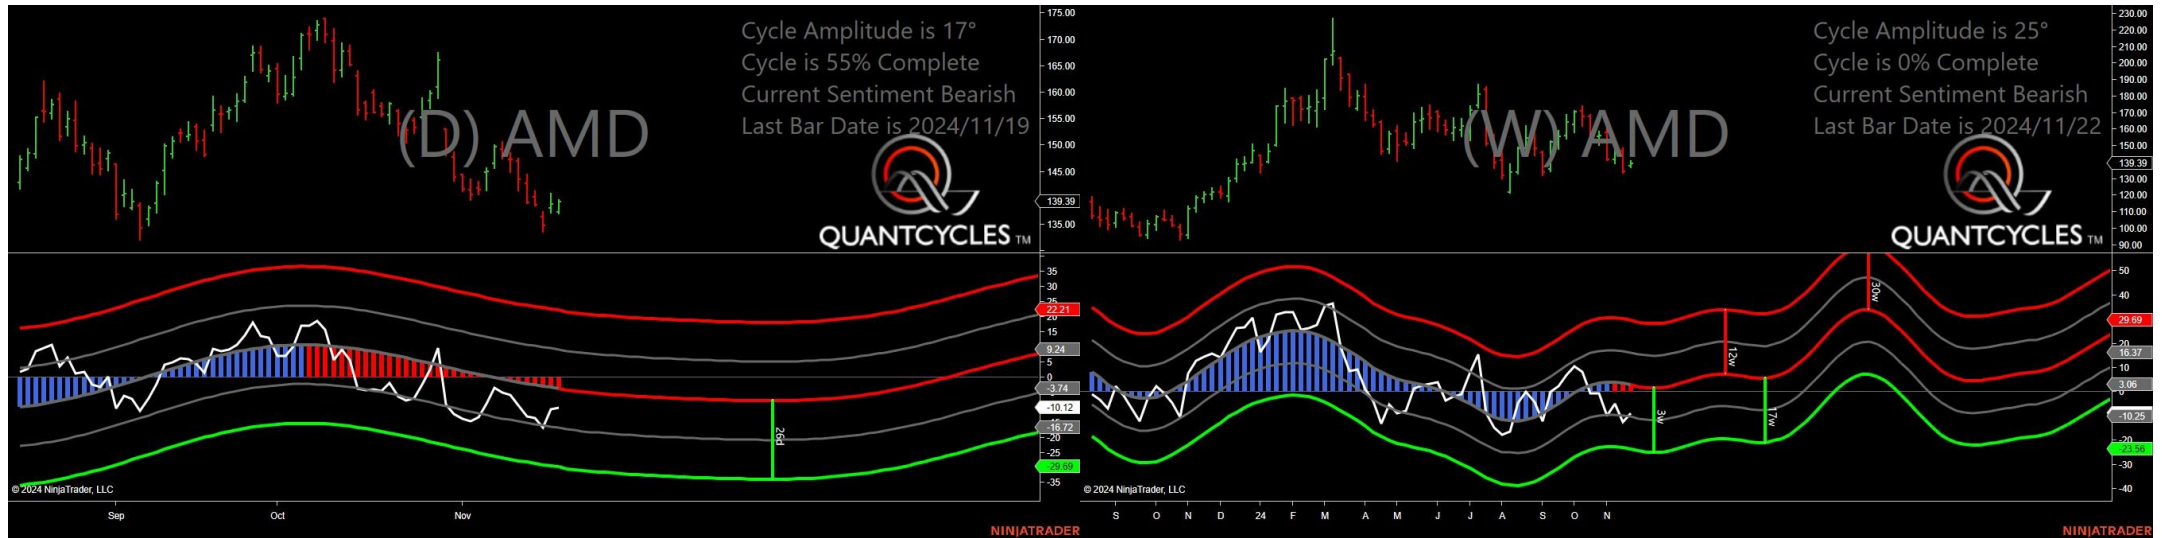 Cycle Amplitude is 17°
Cycle is 55% Complete
Current Sentiment Bearish
Last Bar Date is 2024/11/19
(D) AMD
QUANTCYCLES TM
175.00
170.00
165.00
160.00
155.00
150.00
145.00
139.39
135.00
35
30
25
22.21
20
15
9.24
5
0
-3.74
-10.12
-16.72
-20
-25
-29.69
-35
26d
© 2024 NinjaTrader, LLC
Sep Oct Nov
NINJATRADER
Cycle Amplitude is 25°
Cycle is 0% Complete
Current Sentiment Bearish
Last Bar Date is 2024/11/22
(W) AMD
QUANTCYCLES TM
230.00
220.00
210.00
200.00
190.00
180.00
170.00
160.00
150.00
139.39
130.00
120.00
110.00
100.00
90.00
50
40
29.69
20
16.37
10
3.06
0
-10.25
-20
-23.56
-30
-40
3w
12w
17w
30w
© 2024 NinjaTrader, LLC
S O N D 24 F M A M J J A S O N
NINJATRADER